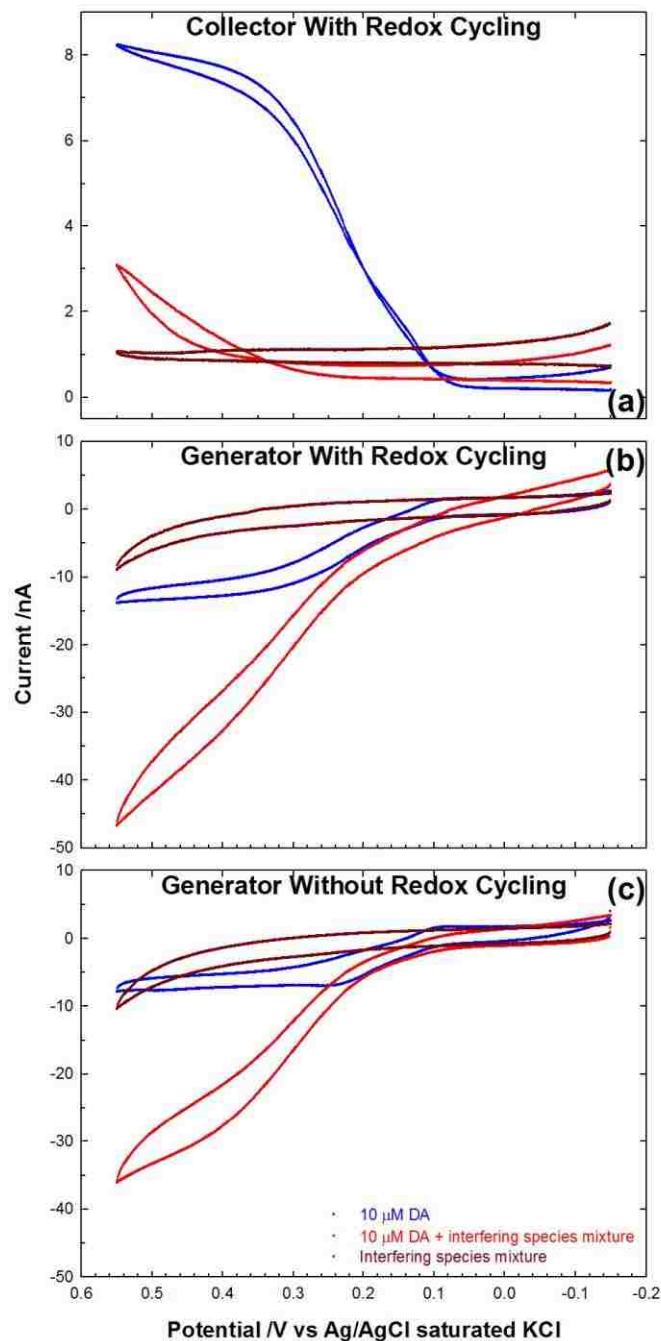 Collector With Redox Cycling
8
6
4
2
0
(a)
10
Generator With Redox Cycling
(b)
0
-10
-20
-30
-40
-50
Current /nA
10
Generator Without Redox Cycling
(c)
0
-10
-20
-30
-40
-50
10 μM DA
10 μM DA + interfering species mixture
Interfering species mixture
0.6 0.5 0.4 0.3 0.2 0.1 0.0 -0.1 -0.2
Potential /V vs Ag/AgCl saturated KCl